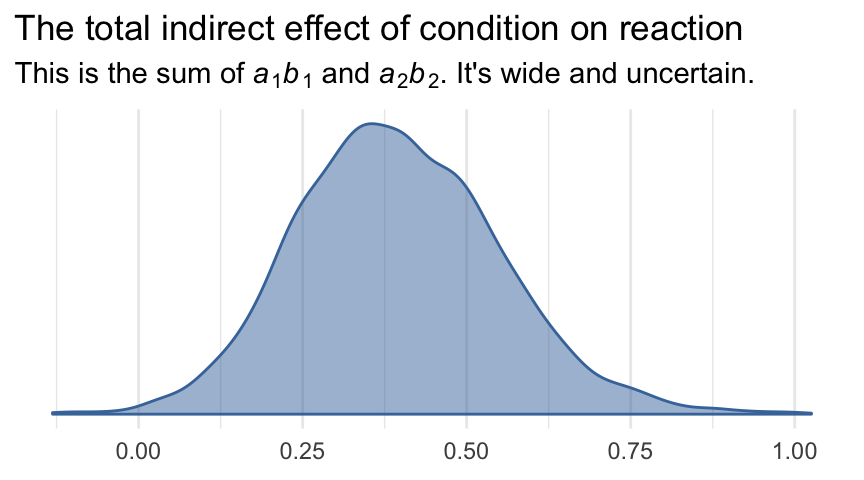 The total indirect effect of condition on reaction
This is the sum of a₁b₁ and a₂b₂. It's wide and uncertain.
0.00 0.25 0.50 0.75 1.00